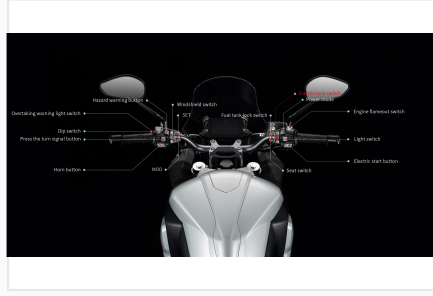 Hazard warning button
Windshield switch
Power mode
Overtaking warning light switch
SET
Fuel tank lock switch
Engine flameout switch
Dip switch
Press the turn signal button
Light switch
Electric start button
Horn button
MOD
Seat switch